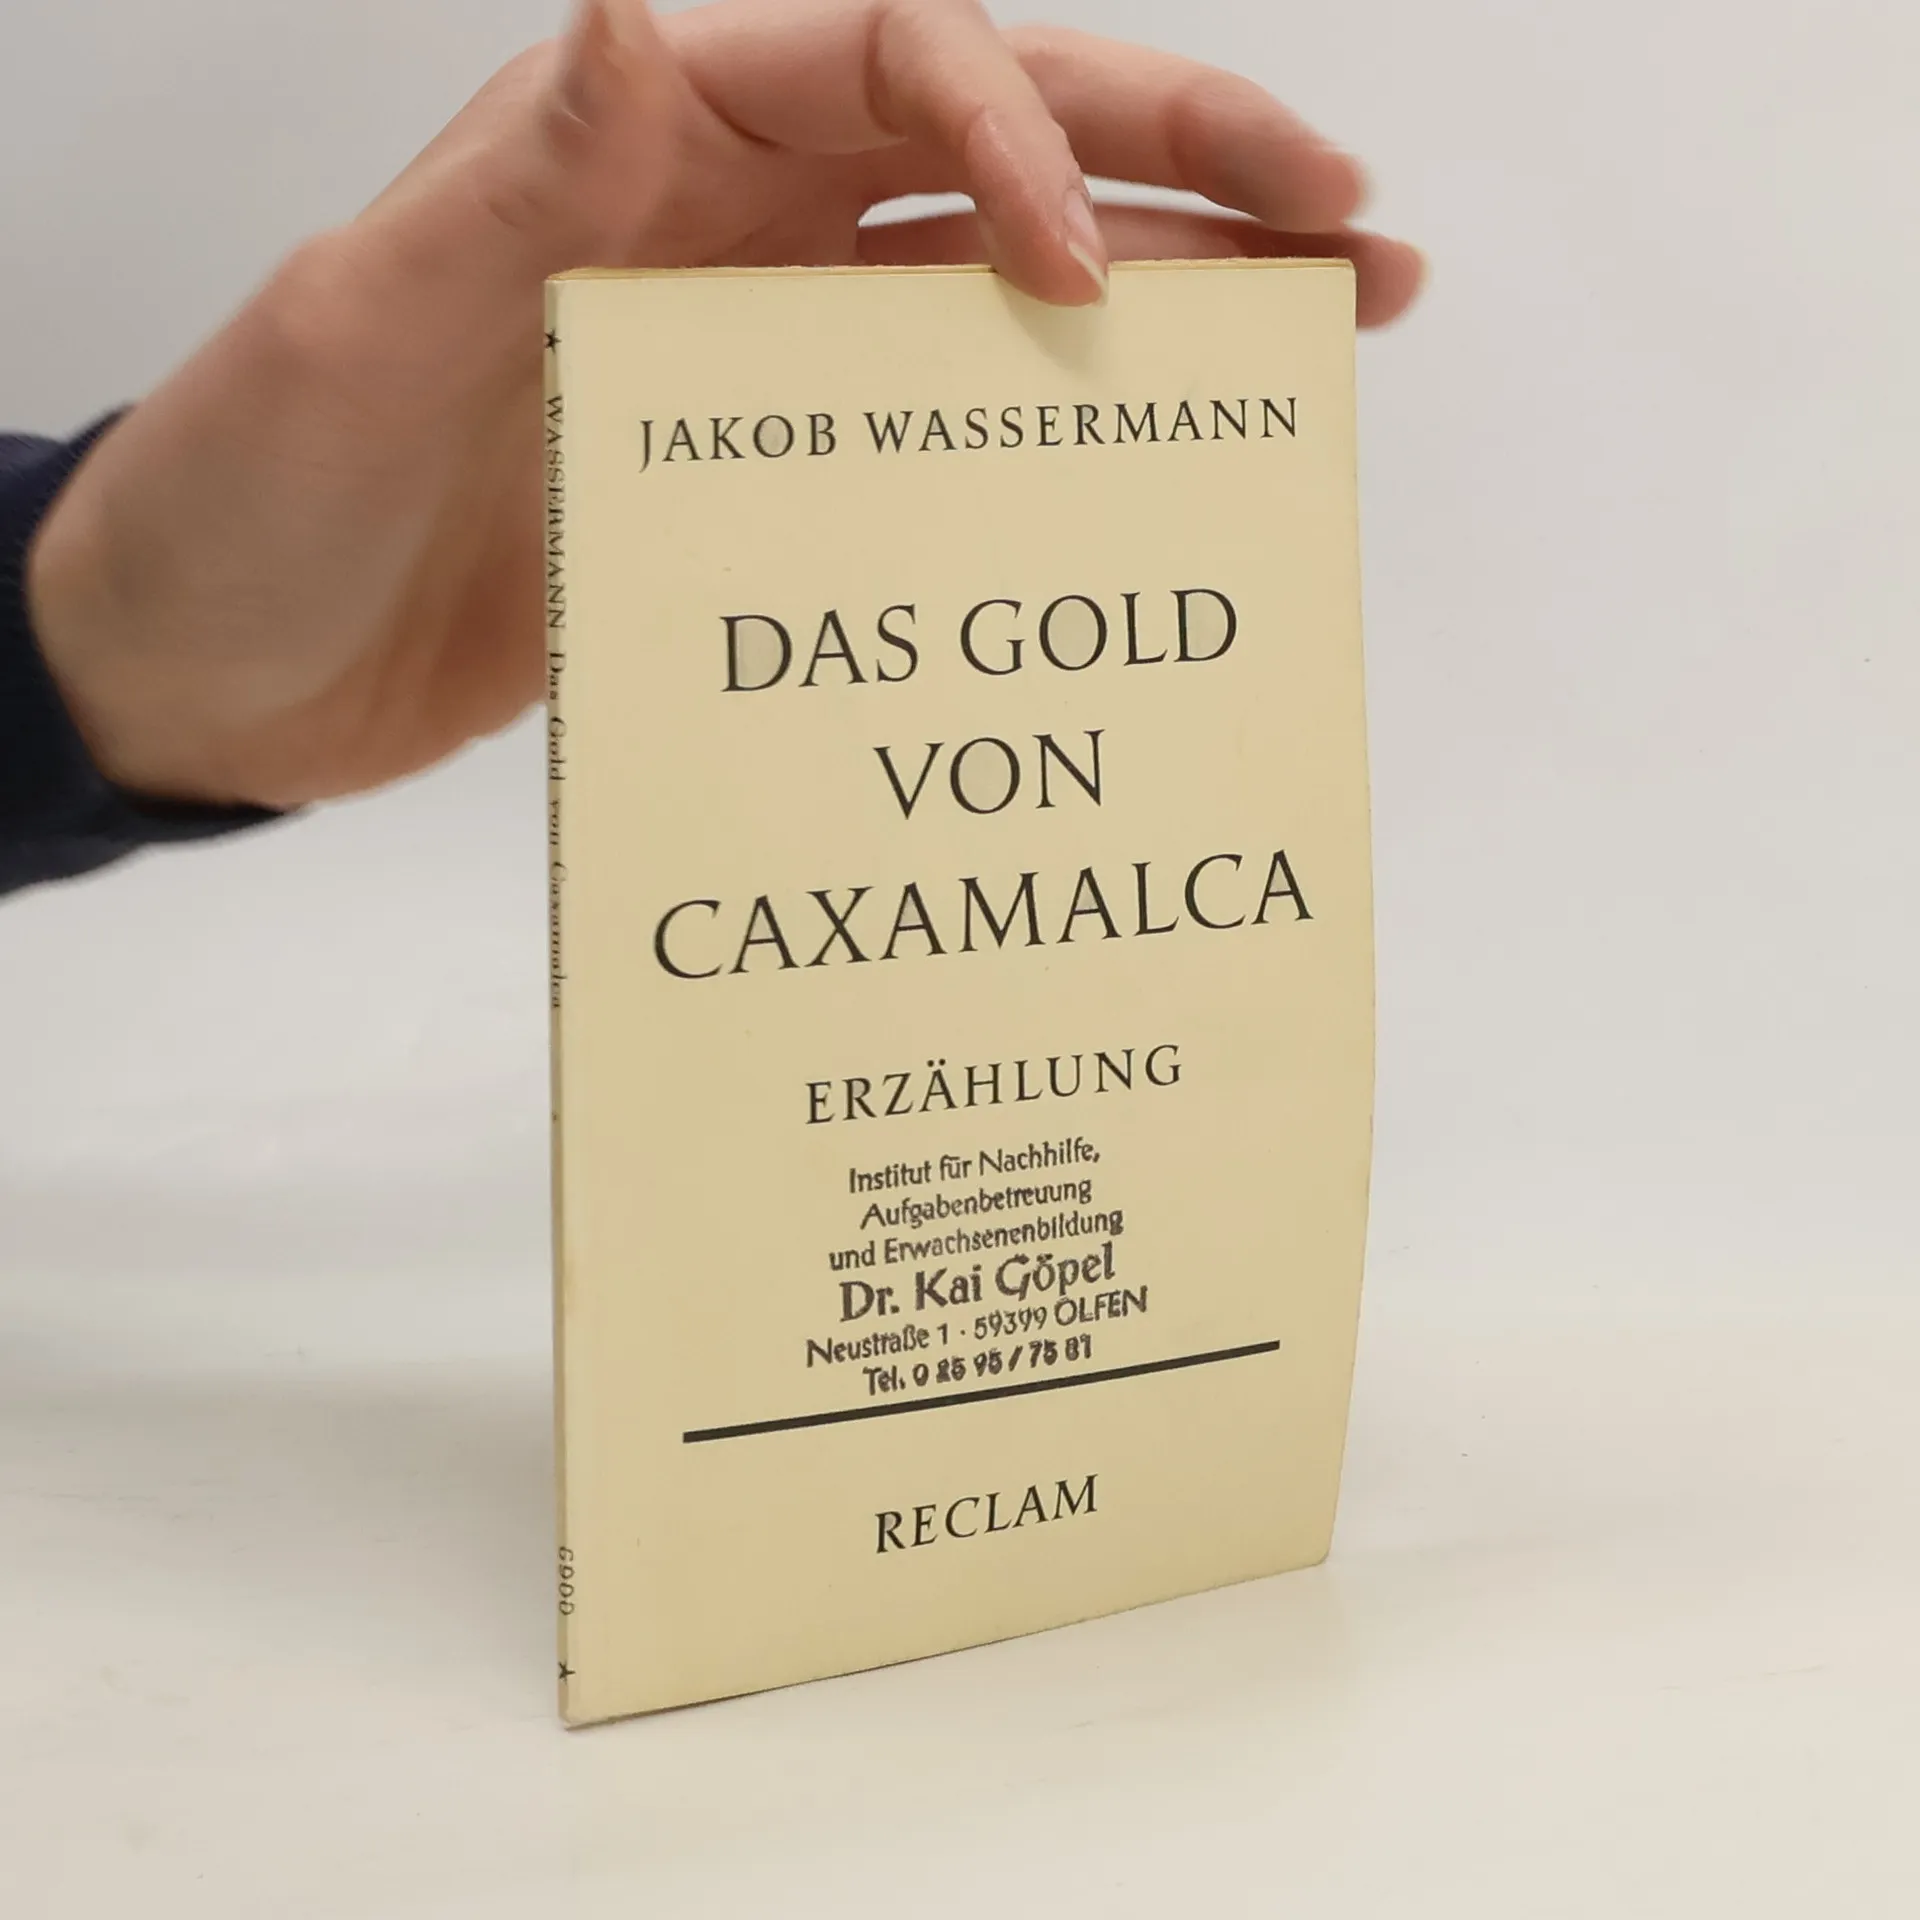 JAKOB WASSERMANN
DAS GOLD
VON
CAXAMALCA
ERZÄHLUNG
Institut für Nachhilfe,
Aufgabenbetreuung
und Erwachsenenbildung
Dr. Kai Göpel
Neustraße 1 · 59399 OLFEN
Tel. 0 25 95 / 75 81
RECLAM
★ WASSERMANN Das Gold von Caxamalca
6900 ★